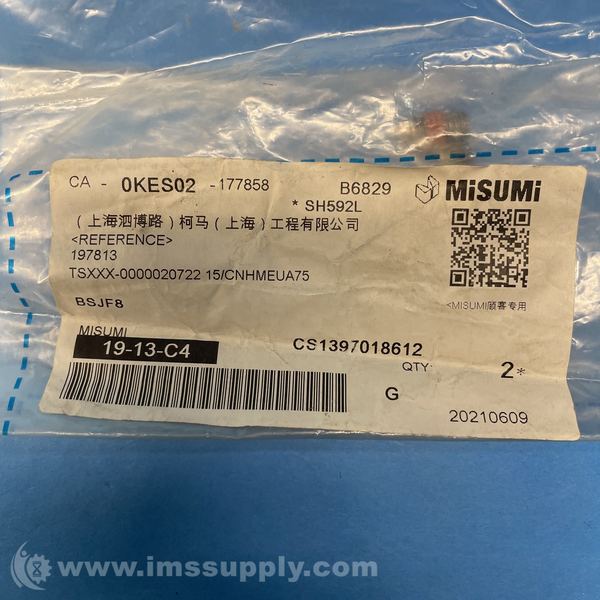 CA - 0KES02 -177858 B6829 MiSUMi
* SH592L
(上海泗博路)柯马(上海)工程有限公司
<REFERENCE>
197813
TSXXX-0000020722 15/CNHMEUA75
BSJF8
<MISUMI顾客专用
MISUMI
19-13-C4 CS1397018612
QTY: 2*
G
20210609
www.imssupply.com